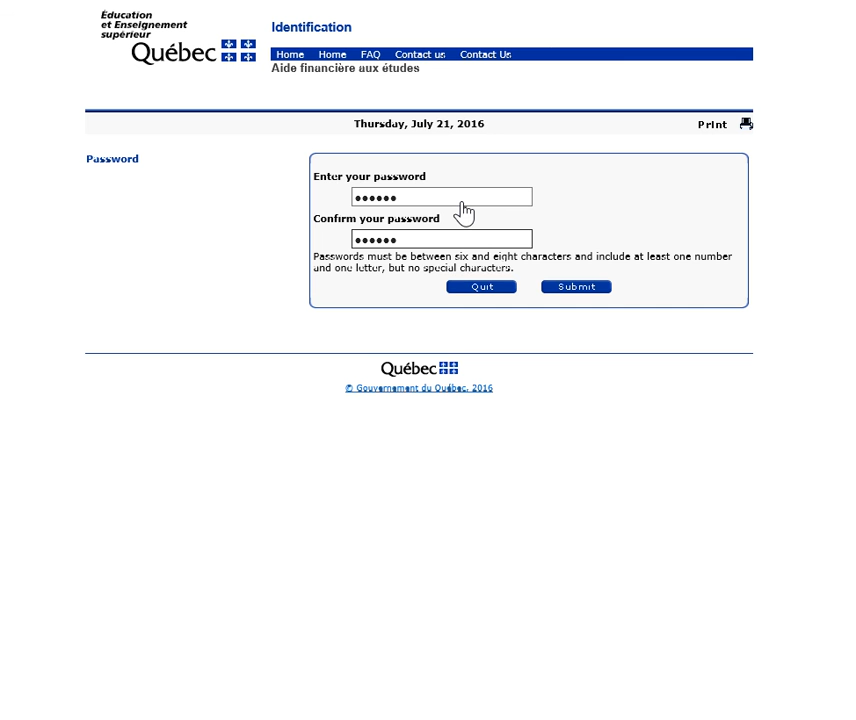 Éducation
et Enseignement
supérieur
Québec
Identification
Home Home FAQ Contact us Contact Us
Aide financière aux études
Thursday, July 21, 2016
Print
Password
Enter your password
••••••
Confirm your password
••••••
Passwords must be between six and eight characters and include at least one number
and one letter, but no special characters.
Quit Submit
Québec
© Gouvernement du Québec, 2016